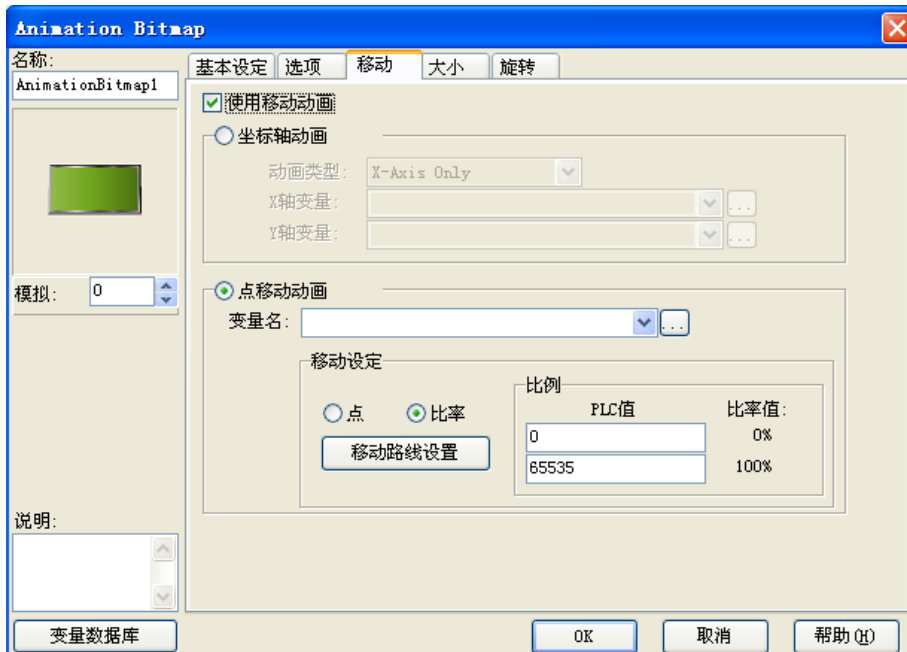 Animation Bitmap
名称:
AnimationBitmap1
模拟: 0
说明:
变量数据库
基本设定 选项 移动 大小 旋转
使用移动动画
坐标轴动画
动画类型: X-Axis Only
X轴变量: ...
Y轴变量: ...
点移动动画
变量名: ...
移动设定
点 比率
移动路线设置
比例
PLC值 比率值:
0 0%
65535 100%
OK 取消 帮助(H)